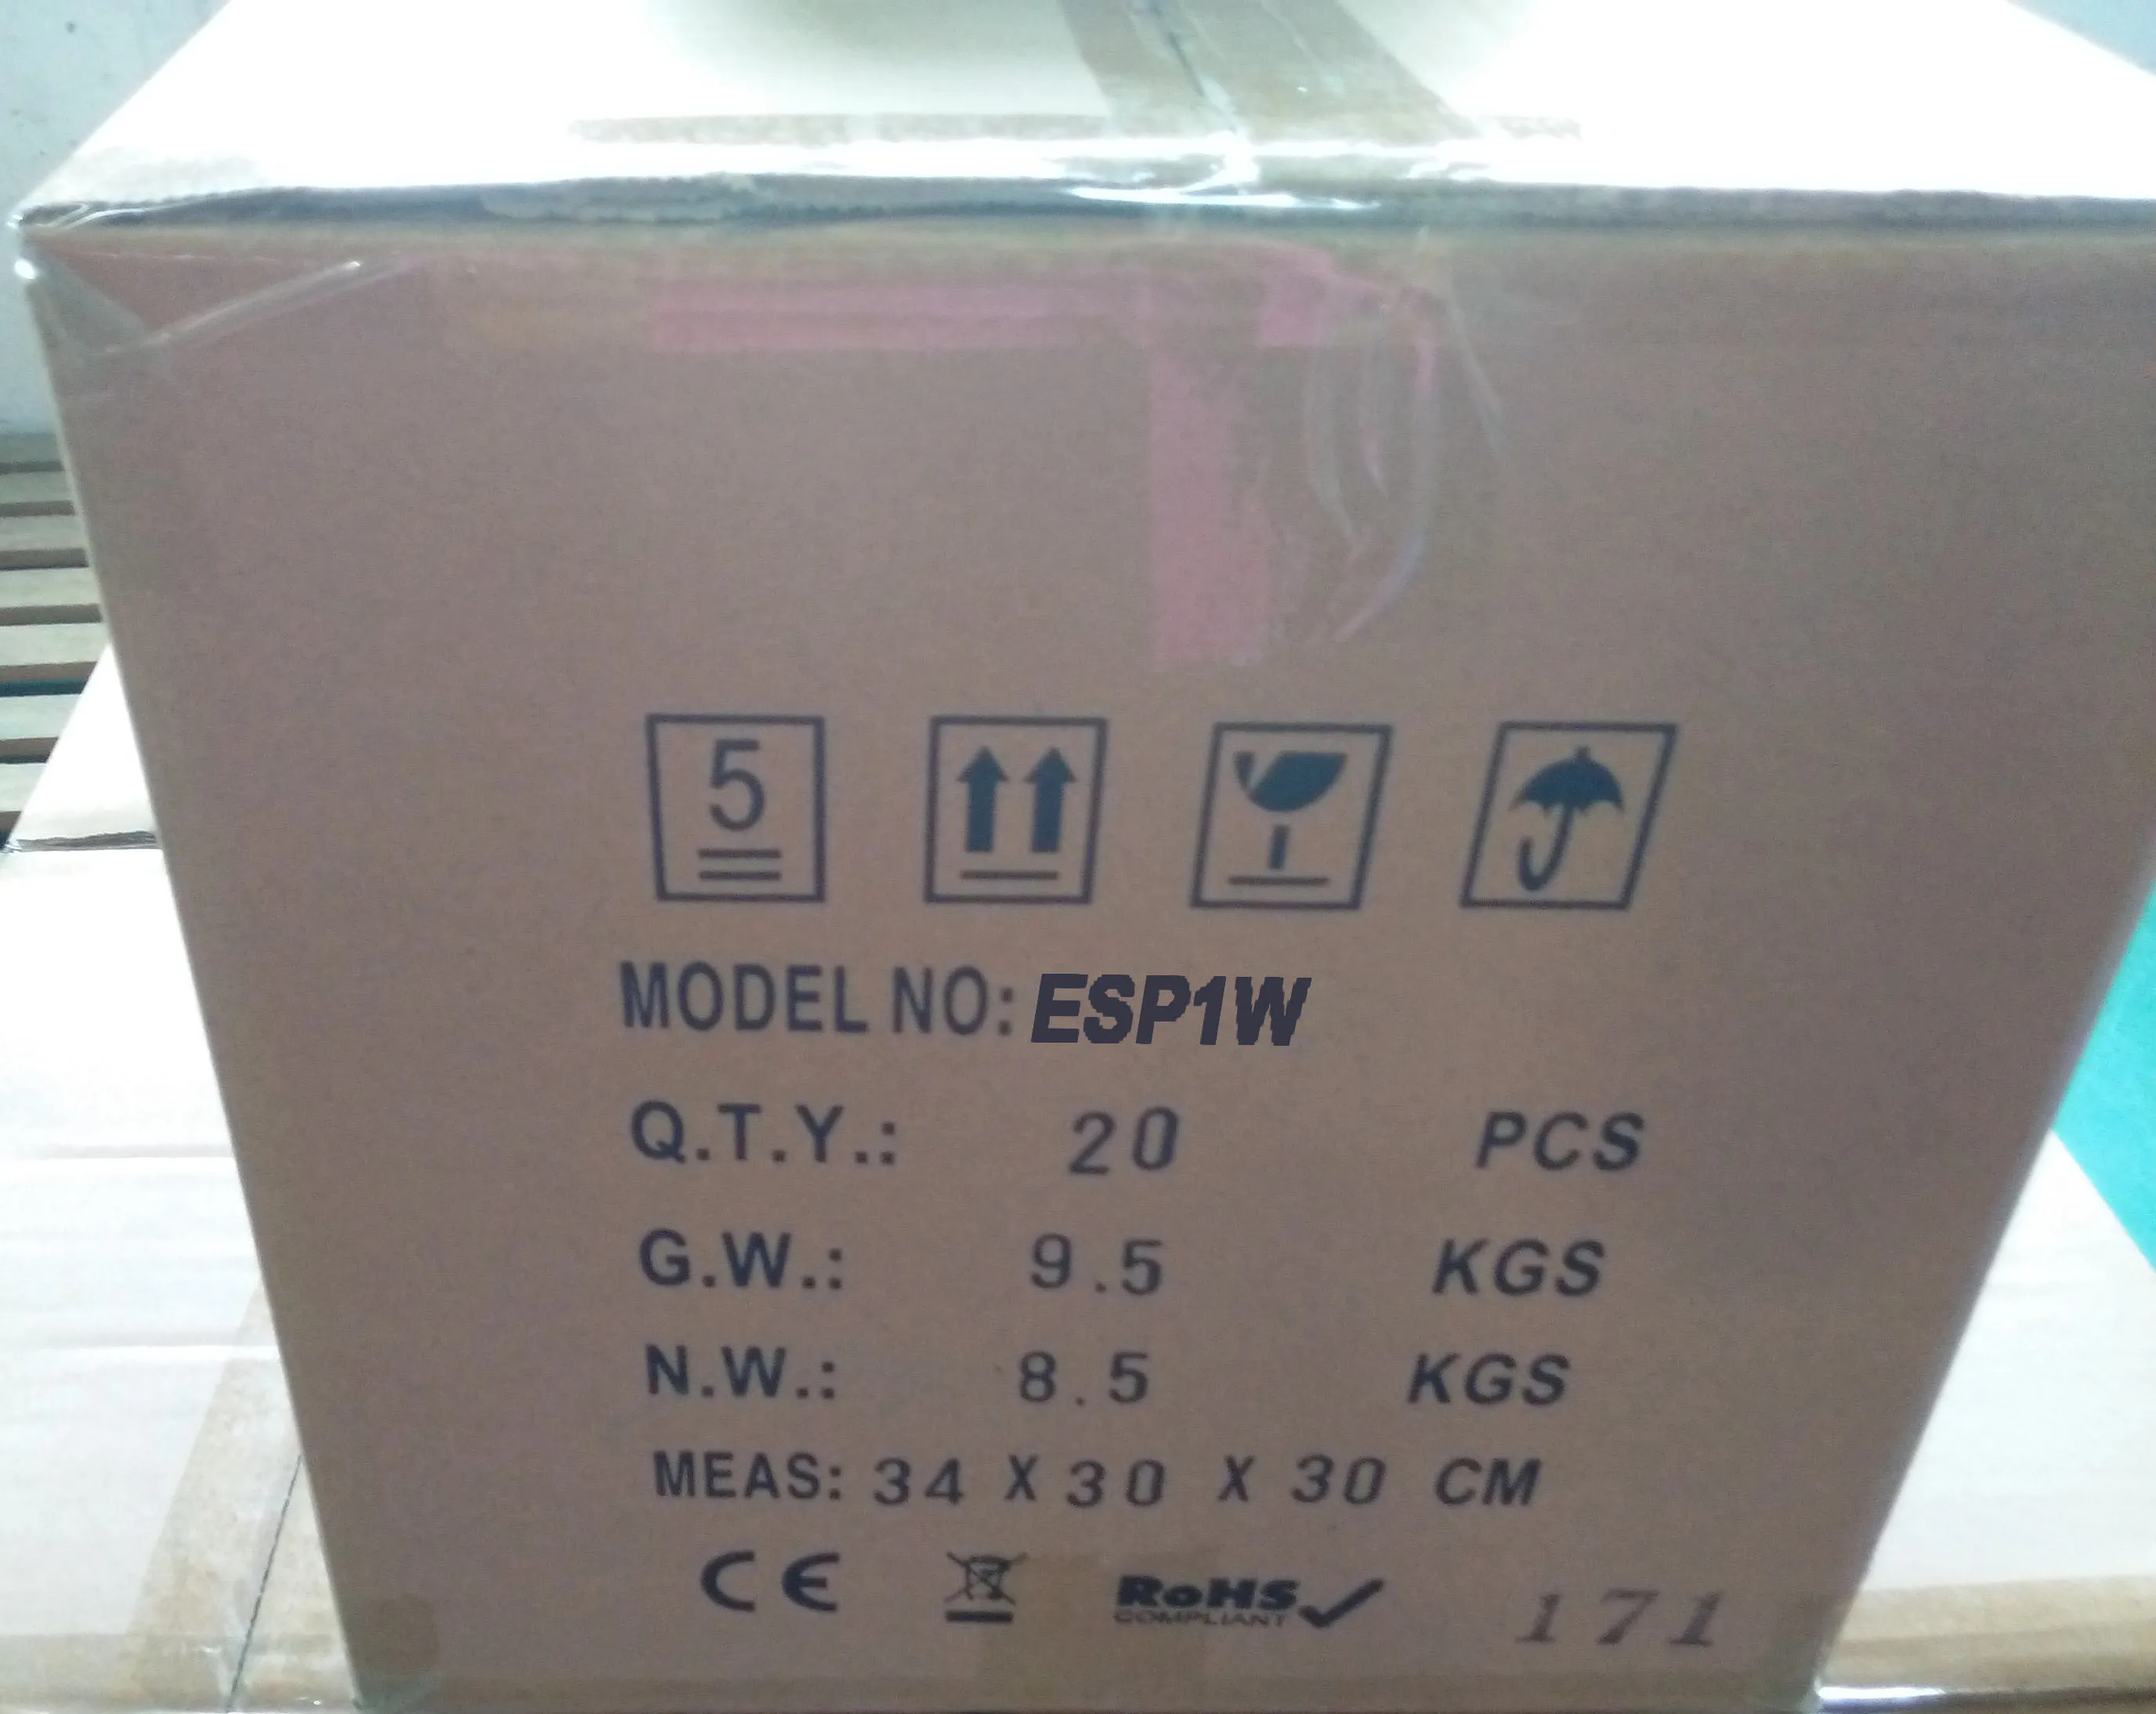 5
MODEL NO: ESP1W
Q.T.Y.: 20 PCS
G.W.: 9.5 KGS
N.W.: 8.5 KGS
MEAS: 34 X 30 X 30 CM
CE RoHS
COMPLIANT
171